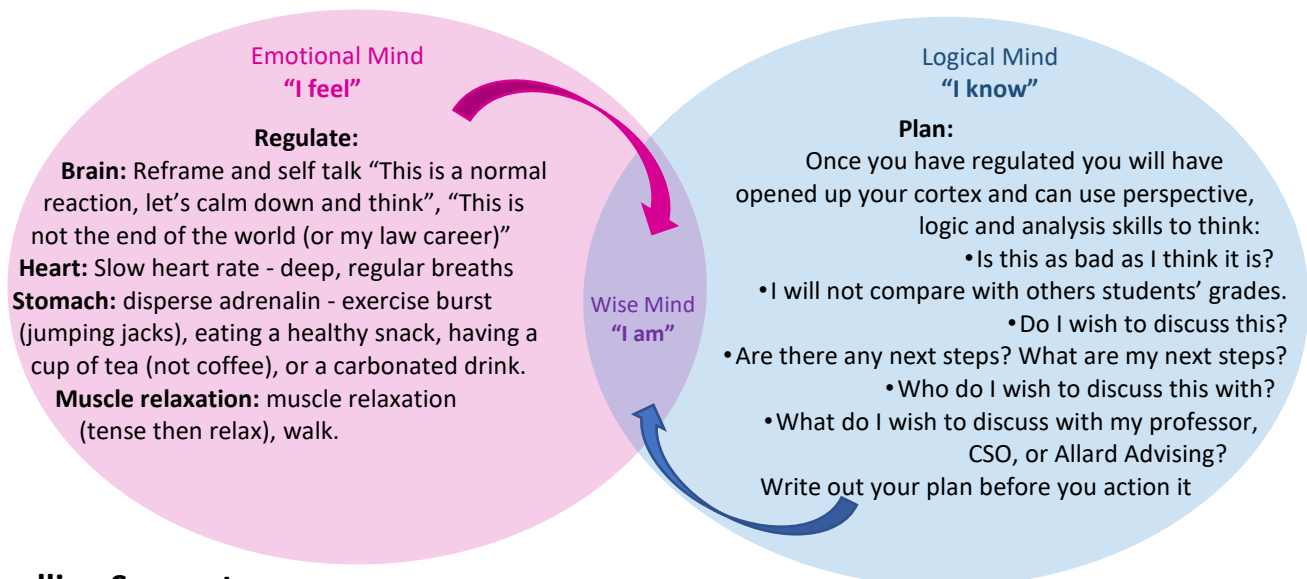 Emotional Mind
“I feel”
Regulate:
Brain: Reframe and self talk “This is a normal
reaction, let’s calm down and think”, “This is
not the end of the world (or my law career)”
Heart: Slow heart rate - deep, regular breaths
Stomach: disperse adrenalin - exercise burst
(jumping jacks), eating a healthy snack, having a
cup of tea (not coffee), or a carbonated drink.
Muscle relaxation: muscle relaxation
(tense then relax), walk.
Wise Mind
“I am”
Logical Mind
“I know”
Plan:
Once you have regulated you will have
opened up your cortex and can use perspective,
logic and analysis skills to think:
•Is this as bad as I think it is?
•I will not compare with others students’ grades.
•Do I wish to discuss this?
•Are there any next steps? What are my next steps?
•Who do I wish to discuss this with?
•What do I wish to discuss with my professor,
CSO, or Allard Advising?
Write out your plan before you action it